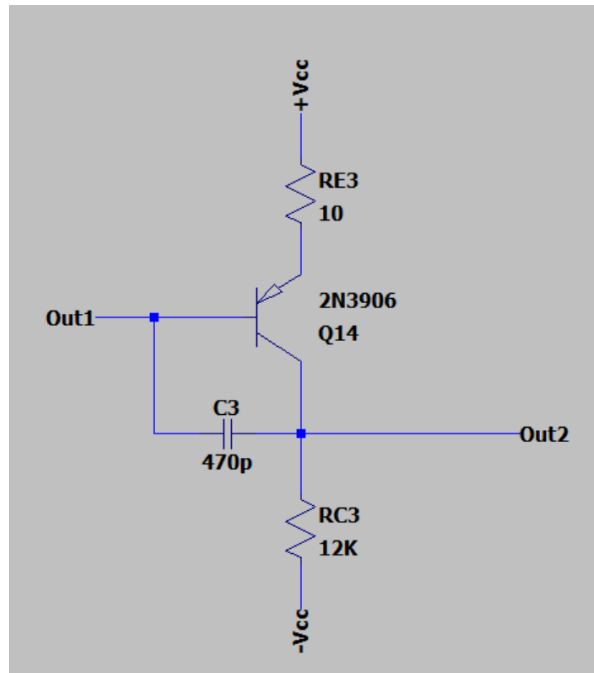 +Vcc
RE3
10
2N3906
Q14
Out1
C3
470p
Out2
RC3
12K
-Vcc